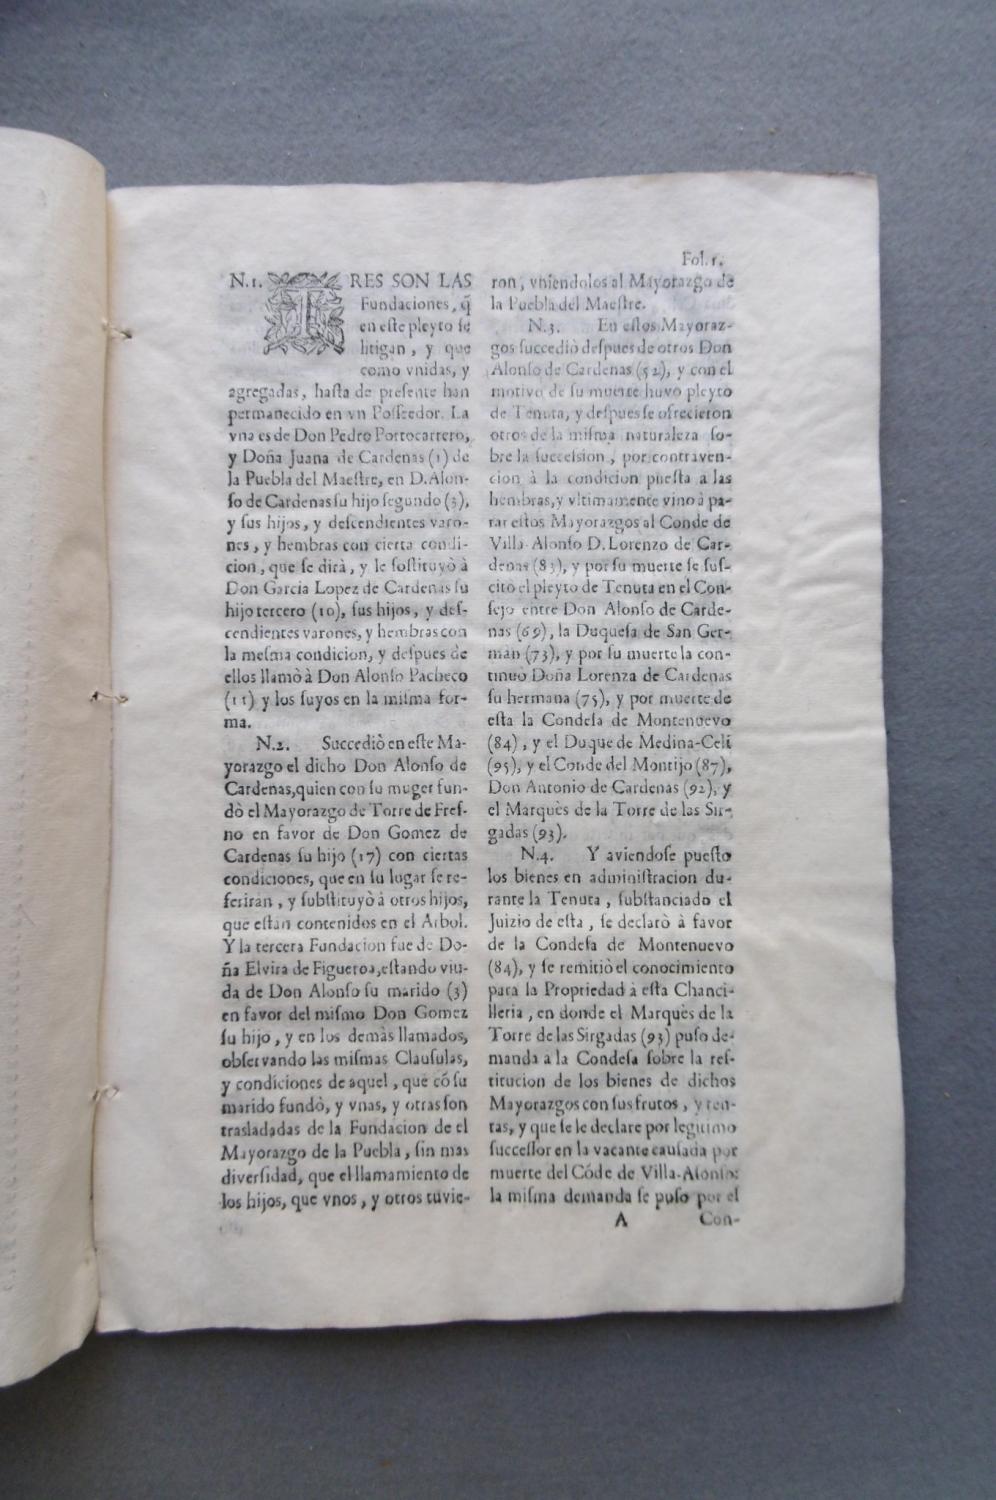 Fol. 1.
N.1. TRES SON LAS
Fundaciones, q̃
en este pleyto se
litigan, y que
como vnidas, y
agregadas, hasta de presente han
permanecido en vn Posseedor. La
vna es de Don Pedro Portocarrero,
y Doña Juana de Cardenas (1) de
la Puebla del Maestre, en D. Alon-
so de Cardenas su hijo segundo (3),
y sus hijos, y descendientes varo-
nes, y hembras con cierta condi-
cion, que se dirà, y le sostituyò à
Don Garcia Lopez de Cardenas su
hijo tercero (10), sus hijos, y des-
cendientes varones, y hembras con
la mesma condicion, y despues de
ellos llamò à Don Alonso Pacheco
(11) y los suyos en la misma for-
ma.
N.2. Succediò en este Ma-
yorazgo el dicho Don Alonso de
Cardenas, quien con su muger fun-
dò el Mayorazgo de Torre de Fres-
no en favor de Don Gomez de
Cardenas su hijo (17) con ciertas
condiciones, que en su lugar se re-
feriràn, y substituyò à otros hijos,
que estàn contenidos en el Arbol.
Y la tercera Fundacion fue de Do-
ña Elvira de Figueroa, estando viu-
da de Don Alonso su marido (3)
en favor del mismo Don Gomez
su hijo, y en los demàs llamados,
observando las mismas Clausulas,
y condiciones de aquel, que cõ su
marido fundò, y vnas, y otras son
trasladadas de la Fundacion de el
Mayorazgo de la Puebla, sin mas
diversidad, que el llamamiento de
los hijos, que vnos, y otros tuvie-
ron, vniendolos al Mayorazgo de
la Puebla del Maestre.
N.3. En estos Mayoraz-
gos succediò despues de otros Don
Alonso de Cardenas (52), y con el
motivo de su muerte huvo pleyto
de Tenuta, y despues se ofrecieron
otros de la misma naturaleza so-
bre la succession, por contraven-
cion à la condicion puesta a las
hembras, y vltimamente vino à pa-
rar estos Mayorazgos al Conde de
Villa-Alonso D. Lorenzo de Car-
denas (83), y por su muerte se sus-
citò el pleyto de Tenuta en el Con-
sejo entre Don Alonso de Carde-
nas (69), la Duquesa de San Ger-
màn (73), y por su muerte la con-
tinuò Doña Lorenza de Cardenas
su hermana (75), y por muerte de
esta la Condesa de Montenuevo
(84), y el Duque de Medina-Celi
(95), y el Conde del Montijo (87),
Don Antonio de Cardenas (92), y
el Marquès de la Torre de las Sir-
gadas (93).
N.4. Y aviendose puesto
los bienes en administracion du-
rante la Tenuta, substanciado el
Juizio de esta, se declarò à favor
de la Condesa de Montenuevo
(84), y se remitiò el conocimiento
para la Propriedad à esta Chanci-
lleria, en donde el Marquès de la
Torre de las Sirgadas (93) puso de-
manda à la Condesa sobre la res-
titucion de los bienes de dichos
Mayorazgos con sus frutos, y ren-
tas, y que se le declare por legitimo
successor en la vacante causada por
muerte del Cõde de Villa-Alonso:
la misma demanda se puso por el
A Con-